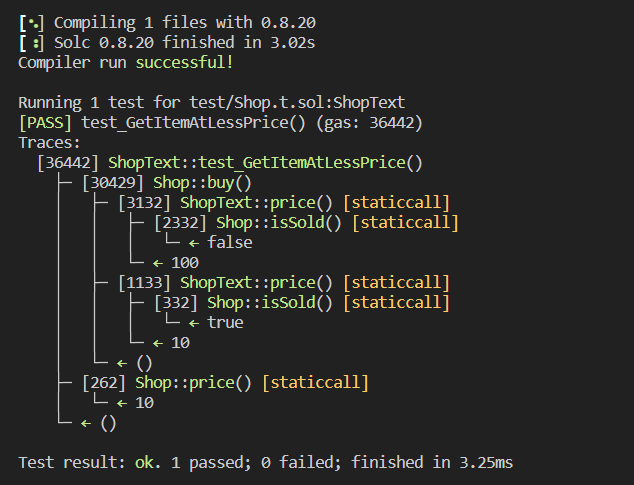 [⠢] Compiling 1 files with 0.8.20
[⠰] Solc 0.8.20 finished in 3.02s
Compiler run successful!

Running 1 test for test/Shop.t.sol:ShopText
[PASS] test_GetItemAtLessPrice() (gas: 36442)
Traces:
  [36442] ShopText::test_GetItemAtLessPrice()
    ├─ [30429] Shop::buy()
    │   ├─ [3132] ShopText::price() [staticcall]
    │   │   ├─ [2332] Shop::isSold() [staticcall]
    │   │   │   └─ ← false
    │   │   └─ ← 100
    │   ├─ [1133] ShopText::price() [staticcall]
    │   │   ├─ [332] Shop::isSold() [staticcall]
    │   │   │   └─ ← true
    │   │   └─ ← 10
    │   └─ ← ()
    ├─ [262] Shop::price() [staticcall]
    │   └─ ← 10
    └─ ← ()

Test result: ok. 1 passed; 0 failed; finished in 3.25ms